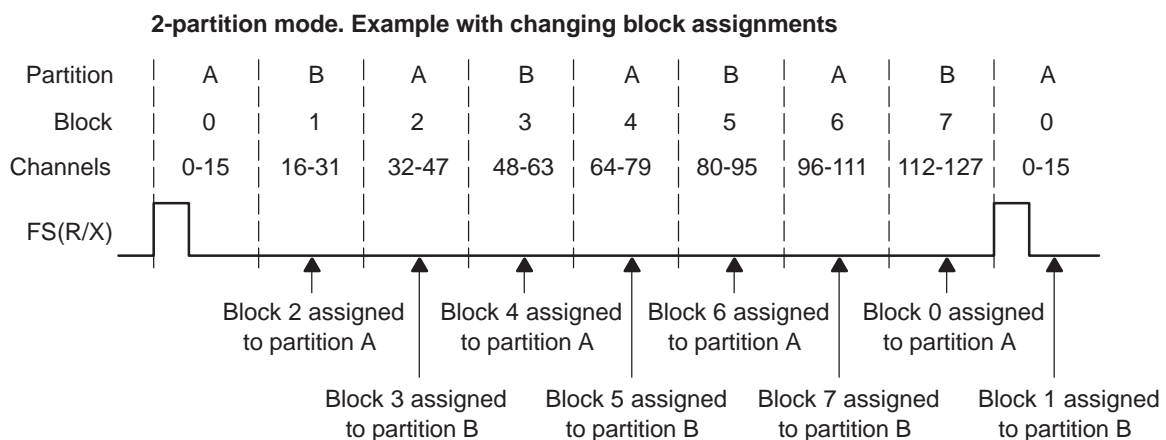 2-partition mode. Example with changing block assignments
Partition A B A B A B A B A
Block 0 1 2 3 4 5 6 7 0
Channels 0-15 16-31 32-47 48-63 64-79 80-95 96-111 112-127 0-15
FS(R/X)
Block 2 assigned Block 4 assigned Block 6 assigned Block 0 assigned
to partition A to partition A to partition A to partition A
Block 3 assigned Block 5 assigned Block 7 assigned Block 1 assigned
to partition B to partition B to partition B to partition B